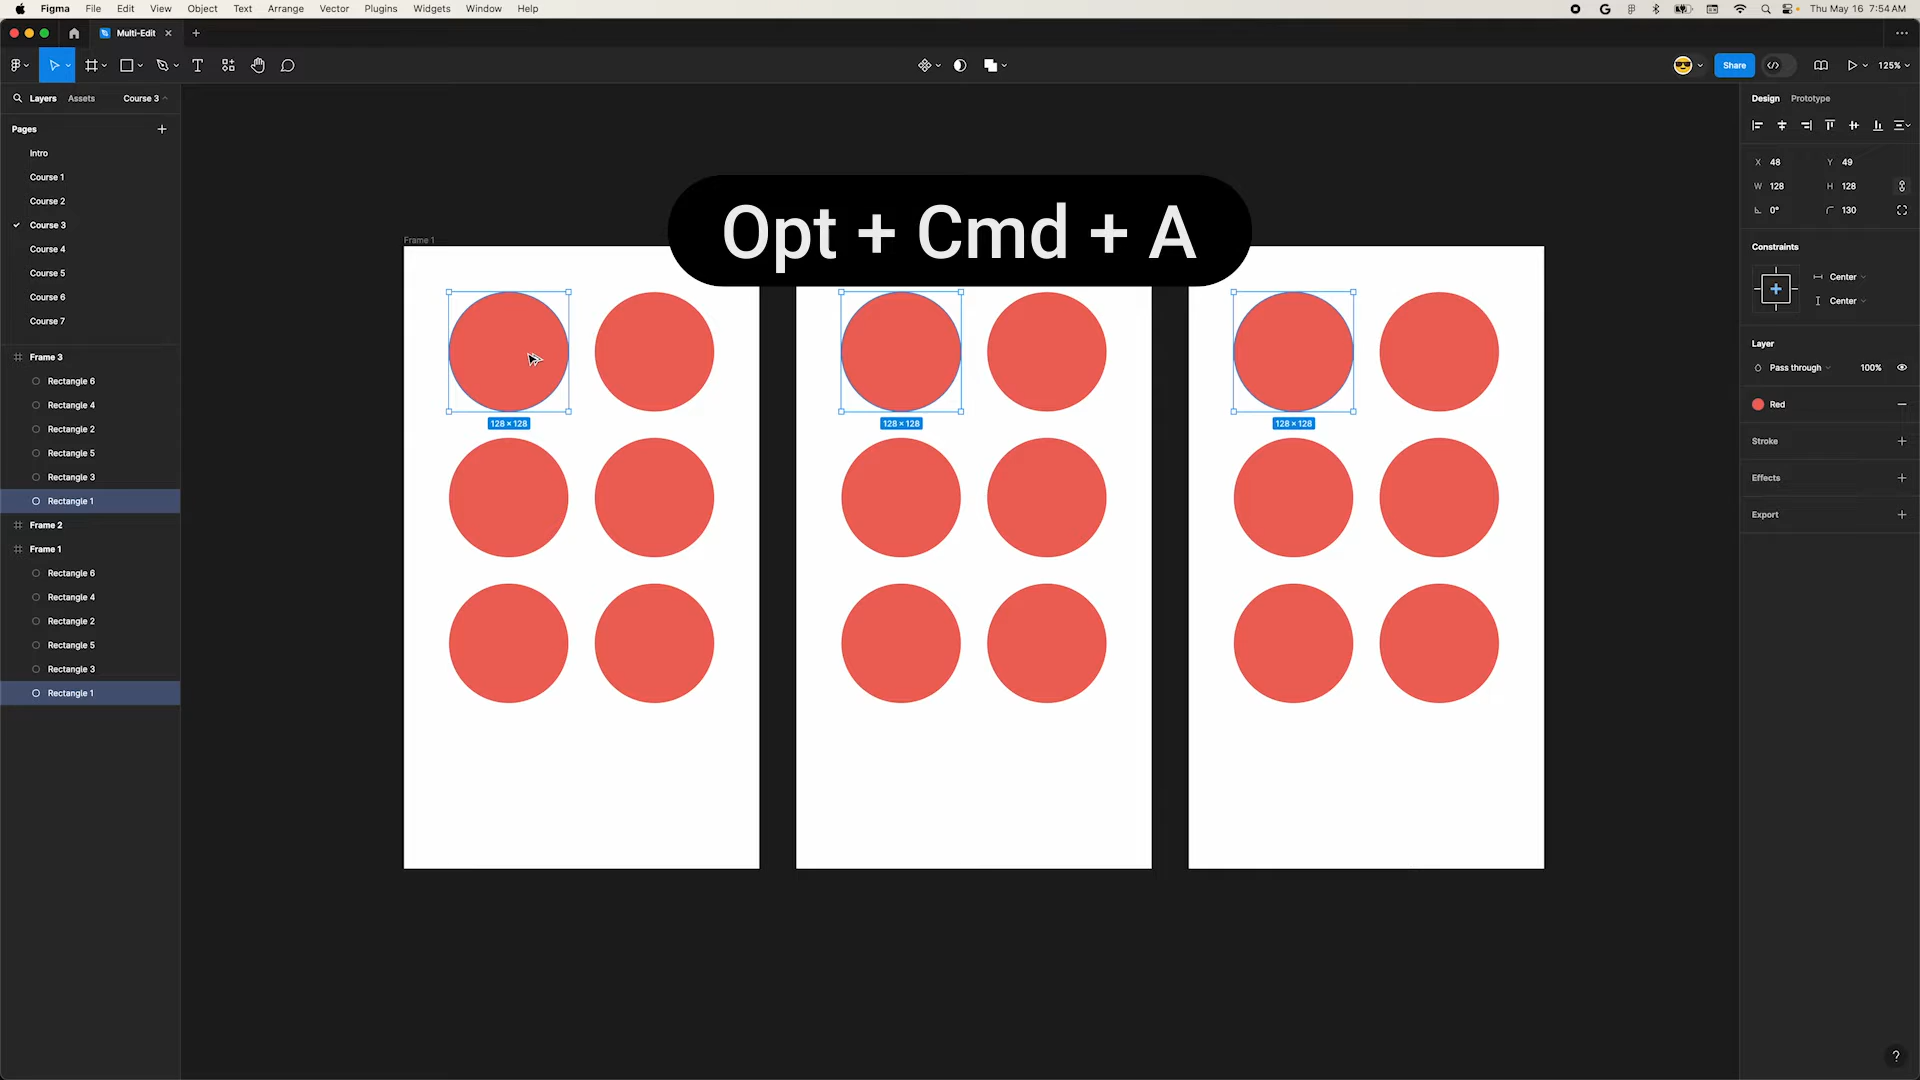 Figma File Edit View Object Text Arrange Vector Plugins Widgets Window Help
Thu May 16 7:54 AM
Multi-Edit
Share
125%
Layers Assets Course 3
Pages
Intro
Course 1
Course 2
Course 3
Course 4
Course 5
Course 6
Course 7
Frame 3
Rectangle 6
Rectangle 4
Rectangle 2
Rectangle 5
Rectangle 3
Rectangle 1
Frame 2
Frame 1
Rectangle 6
Rectangle 4
Rectangle 2
Rectangle 5
Rectangle 3
Rectangle 1
Opt + Cmd + A
Frame 1
128 × 128
128 × 128
128 × 128
Design Prototype
X 48 Y 49
W 128 H 128
0° 130
Constraints
Center
Center
Layer
Pass through 100%
Red
Stroke
Effects
Export
?